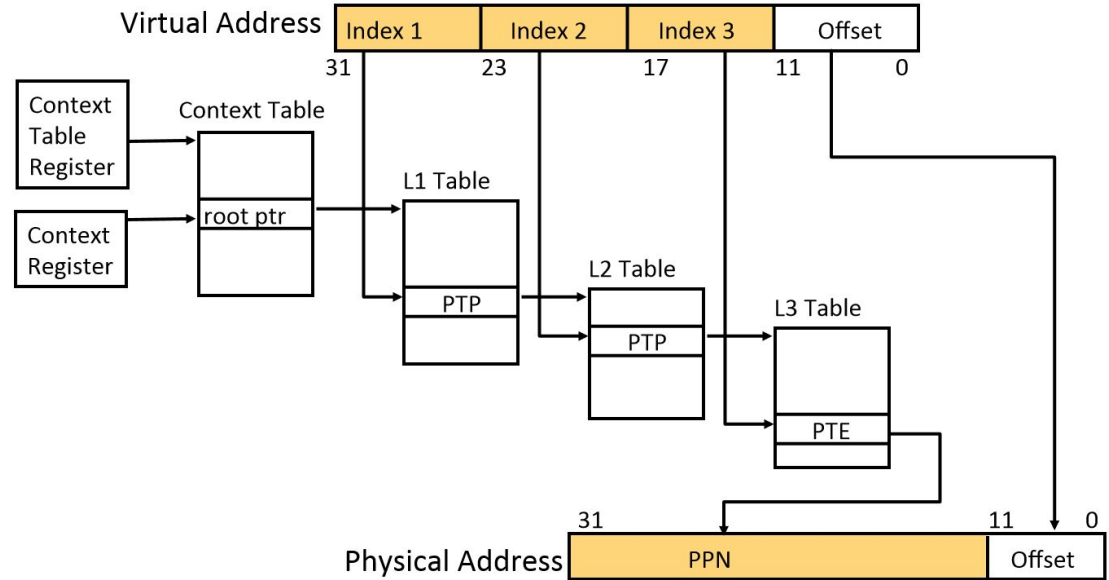 Virtual Address
Index 1
Index 2
Index 3
Offset
31
23
17
11
0
Context
Table
Register
Context Table
root ptr
Context
Register
L1 Table
PTP
L2 Table
PTP
L3 Table
PTE
31
11
0
Physical Address
PPN
Offset